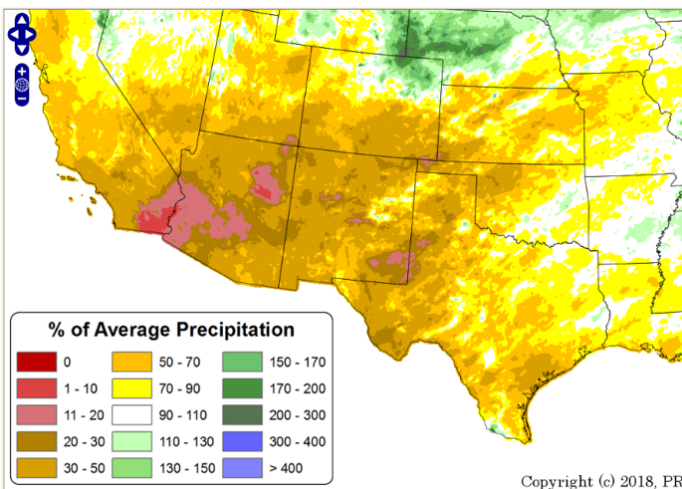 % of Average Precipitation
0 50 - 70 150 - 170
1 - 10 70 - 90 170 - 200
11 - 20 90 - 110 200 - 300
20 - 30 110 - 130 300 - 400
30 - 50 130 - 150 > 400
Copyright (c) 2018, PR